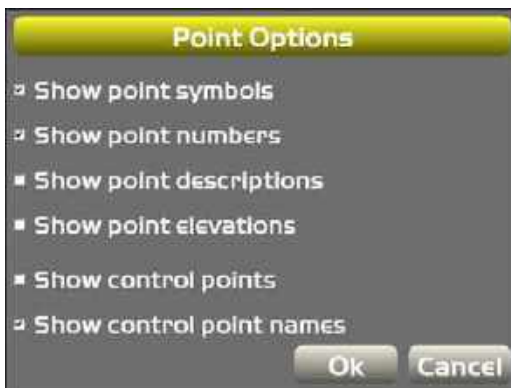 Point Options
Show point symbols
Show point numbers
Show point descriptions
Show point elevations
Show control points
Show control point names
Ok Cancel